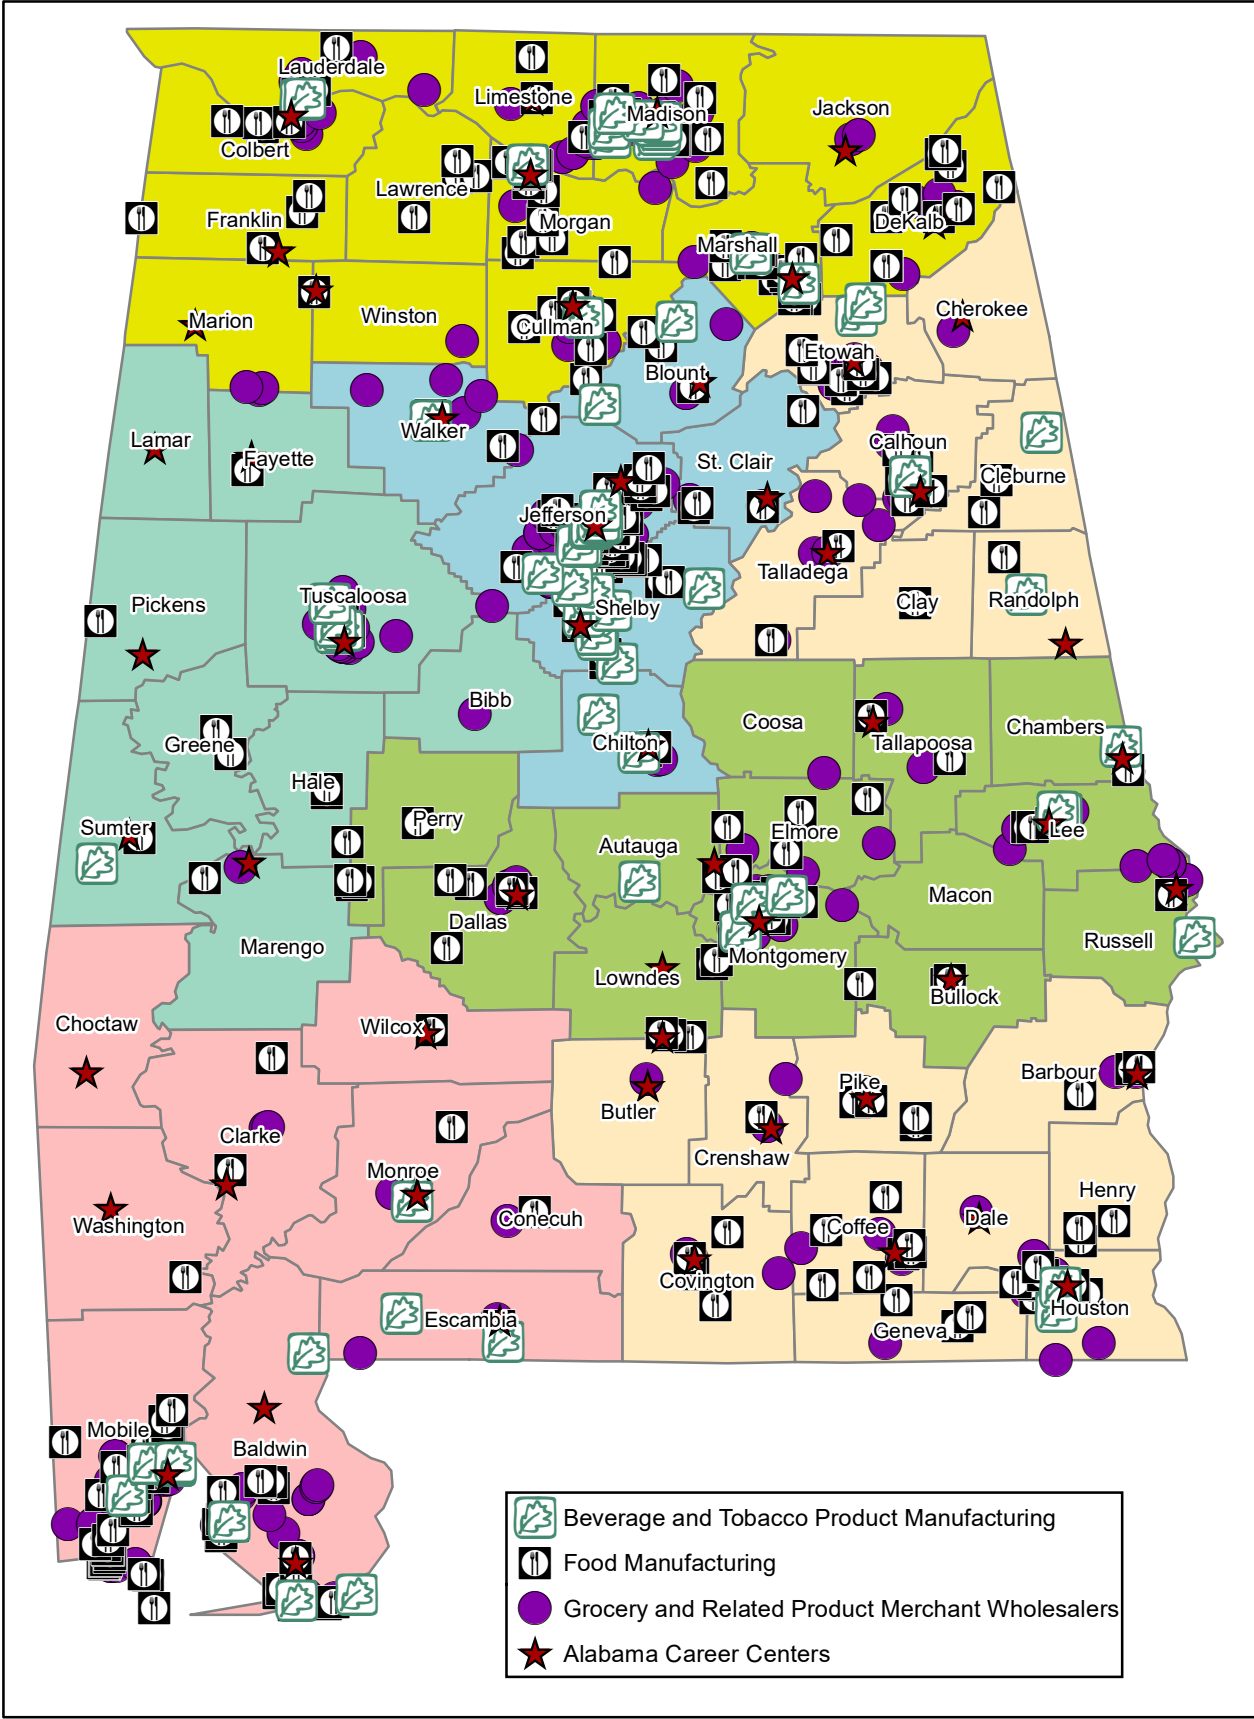 Lauderdale
Limestone
Madison
Jackson
Colbert
Lawrence
Franklin
Morgan
DeKalb
Marshall
Marion
Winston
Cullman
Cherokee
Etowah
Blount
Walker
Lamar
Fayette
St. Clair
Calhoun
Cleburne
Jefferson
Talladega
Pickens
Tuscaloosa
Shelby
Clay
Randolph
Bibb
Coosa
Chambers
Greene
Chilton
Tallapoosa
Hale
Perry
Sumter
Elmore
Lee
Autauga
Macon
Dallas
Marengo
Montgomery
Russell
Lowndes
Bullock
Choctaw
Wilcox
Barbour
Butler
Pike
Clarke
Crenshaw
Monroe
Henry
Washington
Conecuh
Coffee
Dale
Covington
Escambia
Houston
Geneva
Mobile
Baldwin
Beverage and Tobacco Product Manufacturing
Food Manufacturing
Grocery and Related Product Merchant Wholesalers
Alabama Career Centers